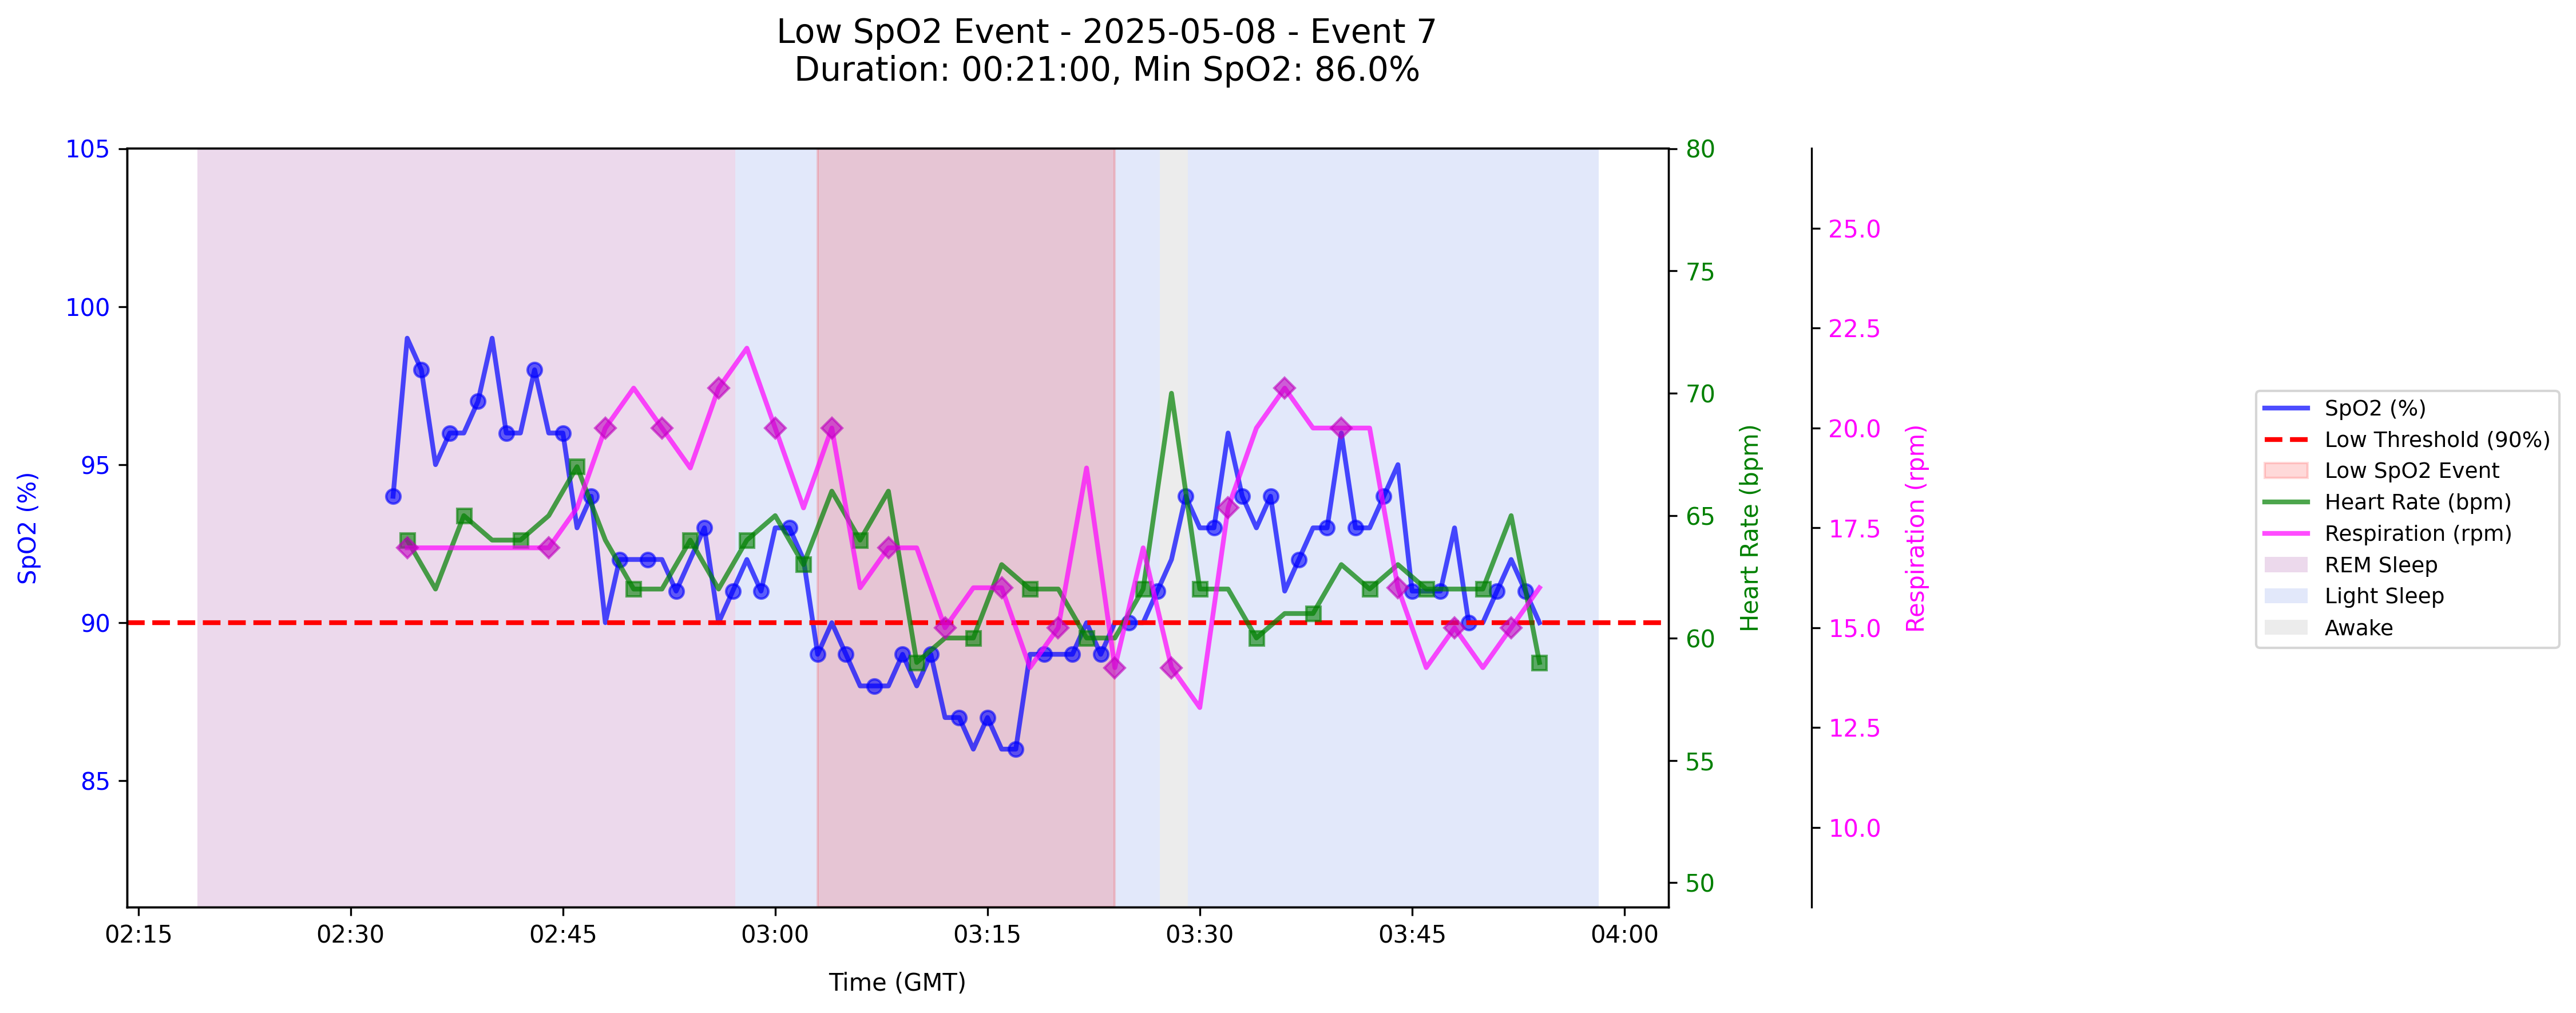 Low SpO2 Event - 2025-05-08 - Event 7
Duration: 00:21:00, Min SpO2: 86.0%
105
100
95
90
85
SpO2 (%)
80
75
70
65
60
55
50
Heart Rate (bpm)
25.0
22.5
20.0
17.5
15.0
12.5
10.0
Respiration (rpm)
SpO2 (%)
Low Threshold (90%)
Low SpO2 Event
Heart Rate (bpm)
Respiration (rpm)
REM Sleep
Light Sleep
Awake
02:15 02:30 02:45 03:00 03:15 03:30 03:45 04:00
Time (GMT)